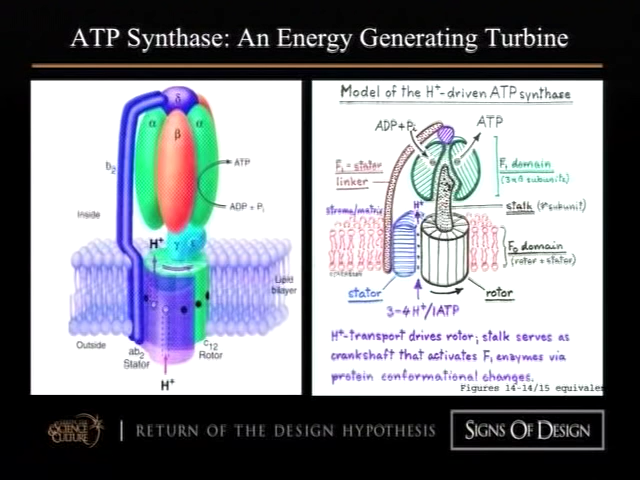 ATP Synthase: An Energy Generating Turbine
δ
α
α
β
b2
ATP
ADP + Pi
Inside
H+
γ
ε
Lipid
bilayer
Outside
ab2
Stator
c12
Rotor
H+
Model of the H+-driven ATP synthase
ADP+Pi
ATP
F1 = stator
linker
F1 domain
stroma/matrix
H+
stalk (γ subunit)
F0 domain
(rotor + stator)
stator
rotor
3-4 H+/1ATP
H+-transport drives rotor; stalk serves as
crankshaft that activates F1 enzymes via
protein conformational changes.
Figures 14-14/15 equivalen
SCIENCE
CULTURE
RETURN OF THE DESIGN HYPOTHESIS
SIGNS OF DESIGN